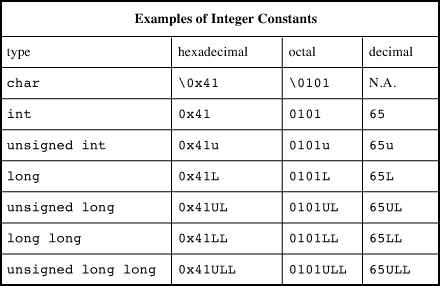 Examples of Integer Constants
type hexadecimal octal decimal
char \0x41 \0101 N.A.
int 0x41 0101 65
unsigned int 0x41u 0101u 65u
long 0x41L 0101L 65L
unsigned long 0x41UL 0101UL 65UL
long long 0x41LL 0101LL 65LL
unsigned long long 0x41ULL 0101ULL 65ULL